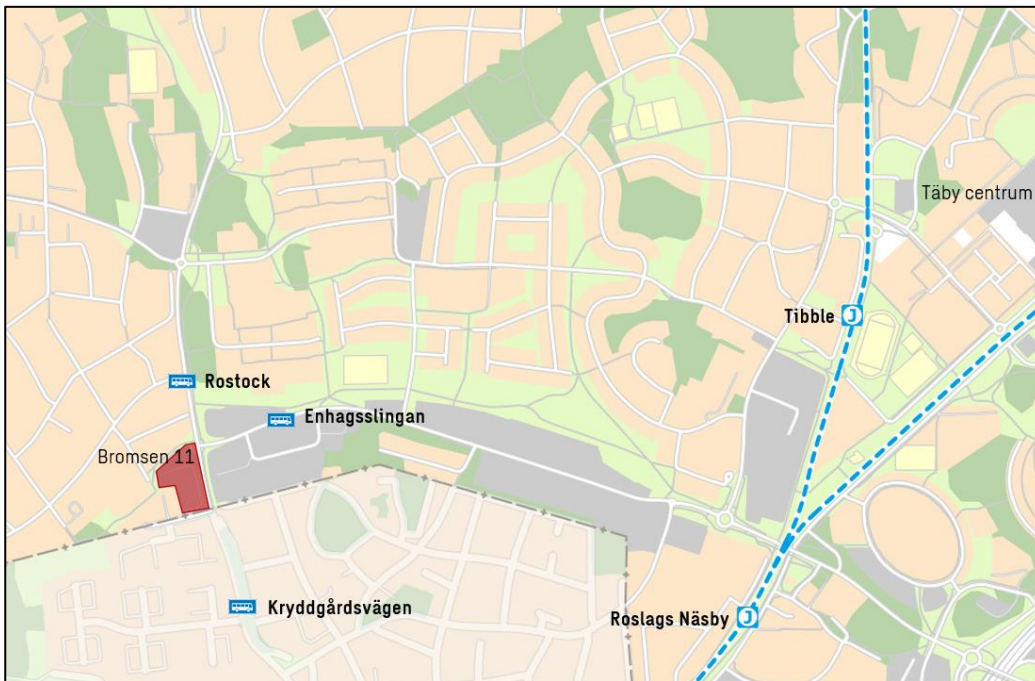 Täby centrum
Tibble J
Rostock
Enhagsslingan
Bromsen 11
Kryddgårdsvägen
Roslags Näsby J